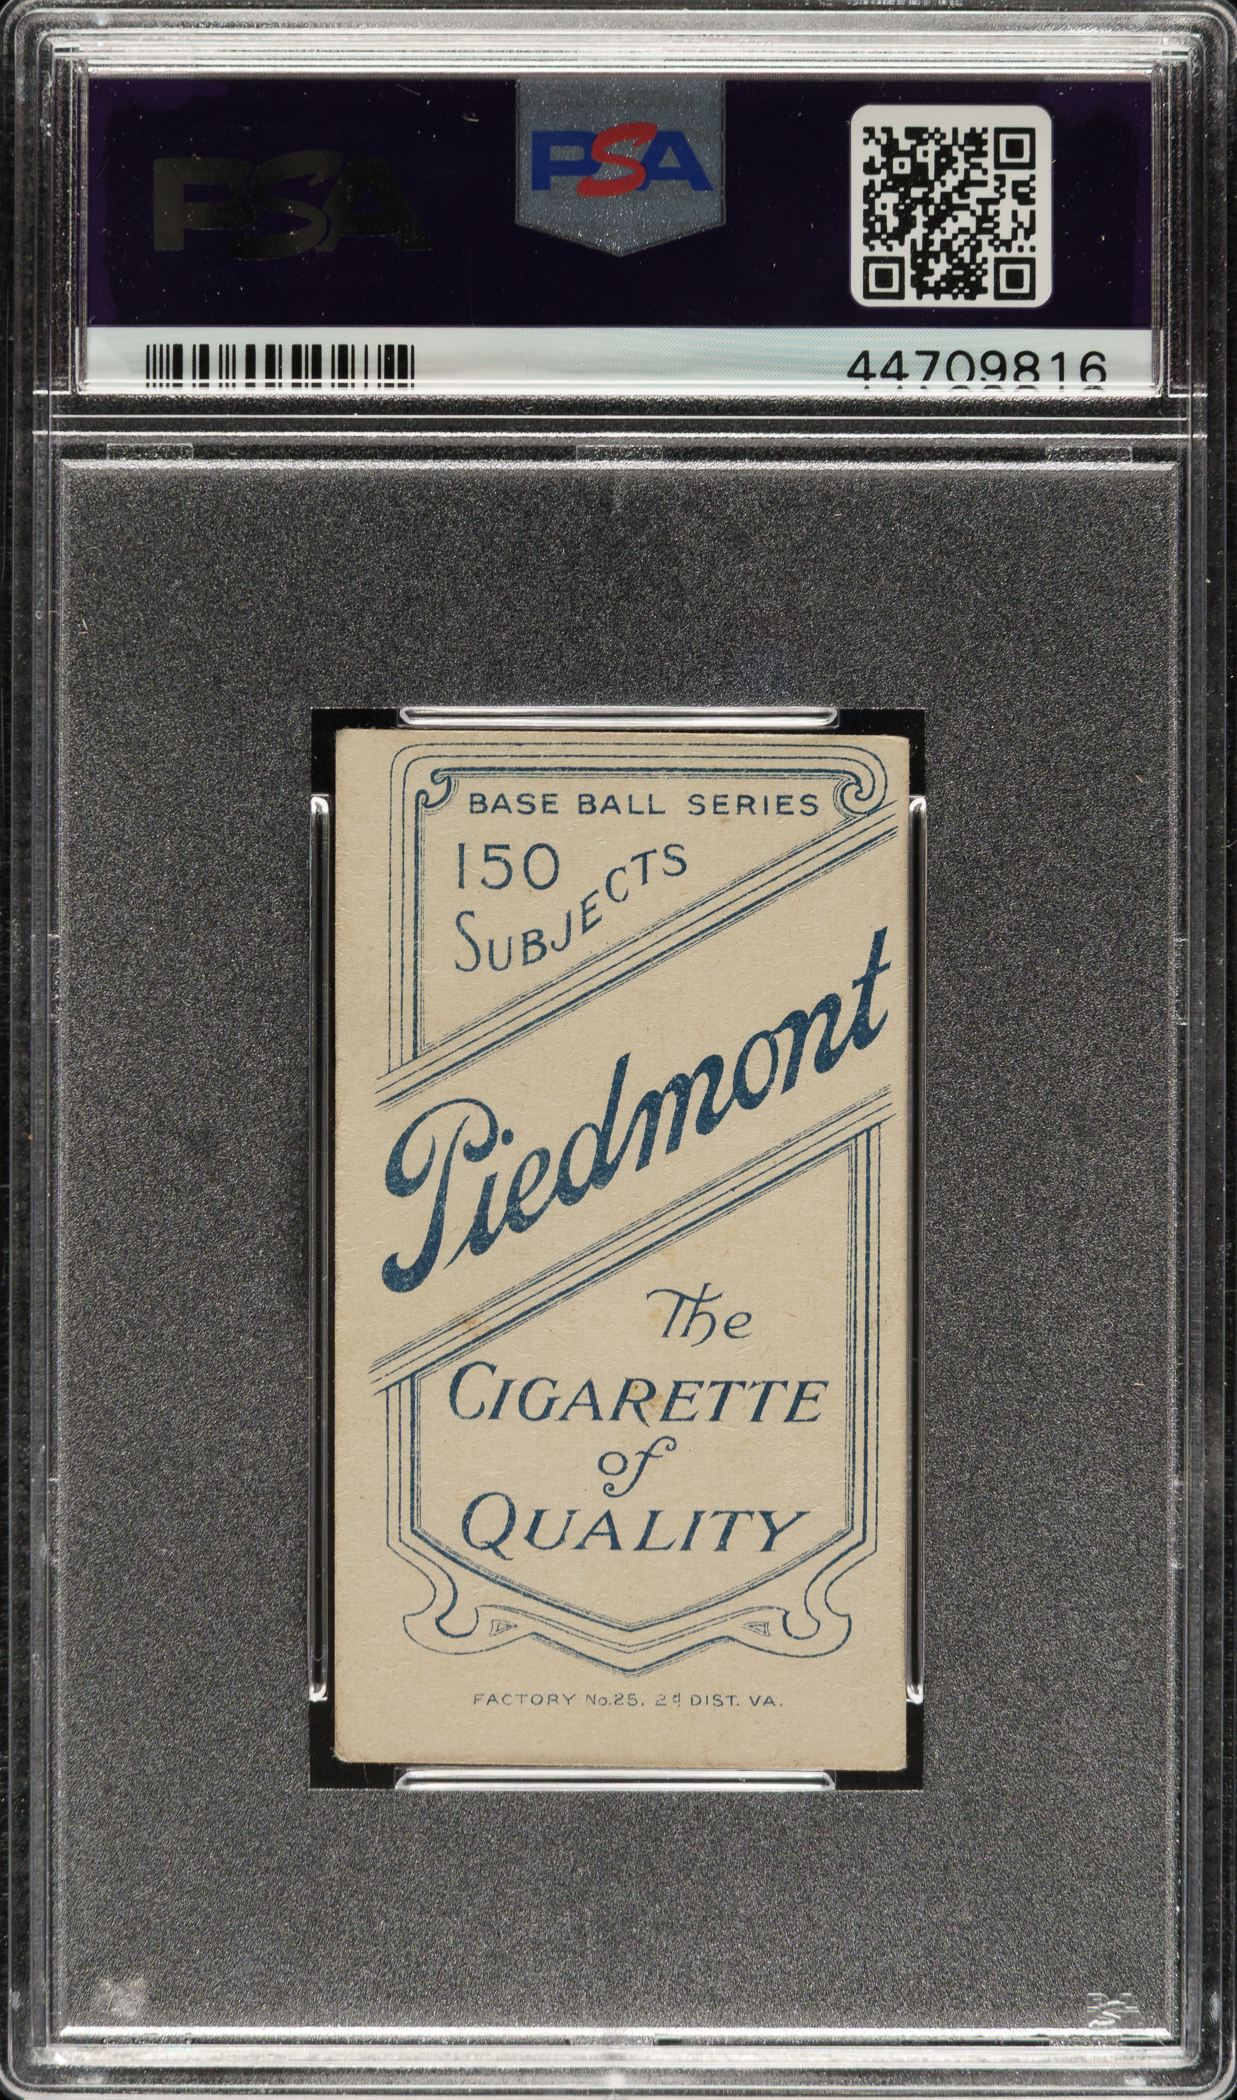 PSA
PSA
44709816
BASE BALL SERIES
150
SUBJECTS
Piedmont
The
CIGARETTE
of
QUALITY
FACTORY No.25, 2d DIST. VA.